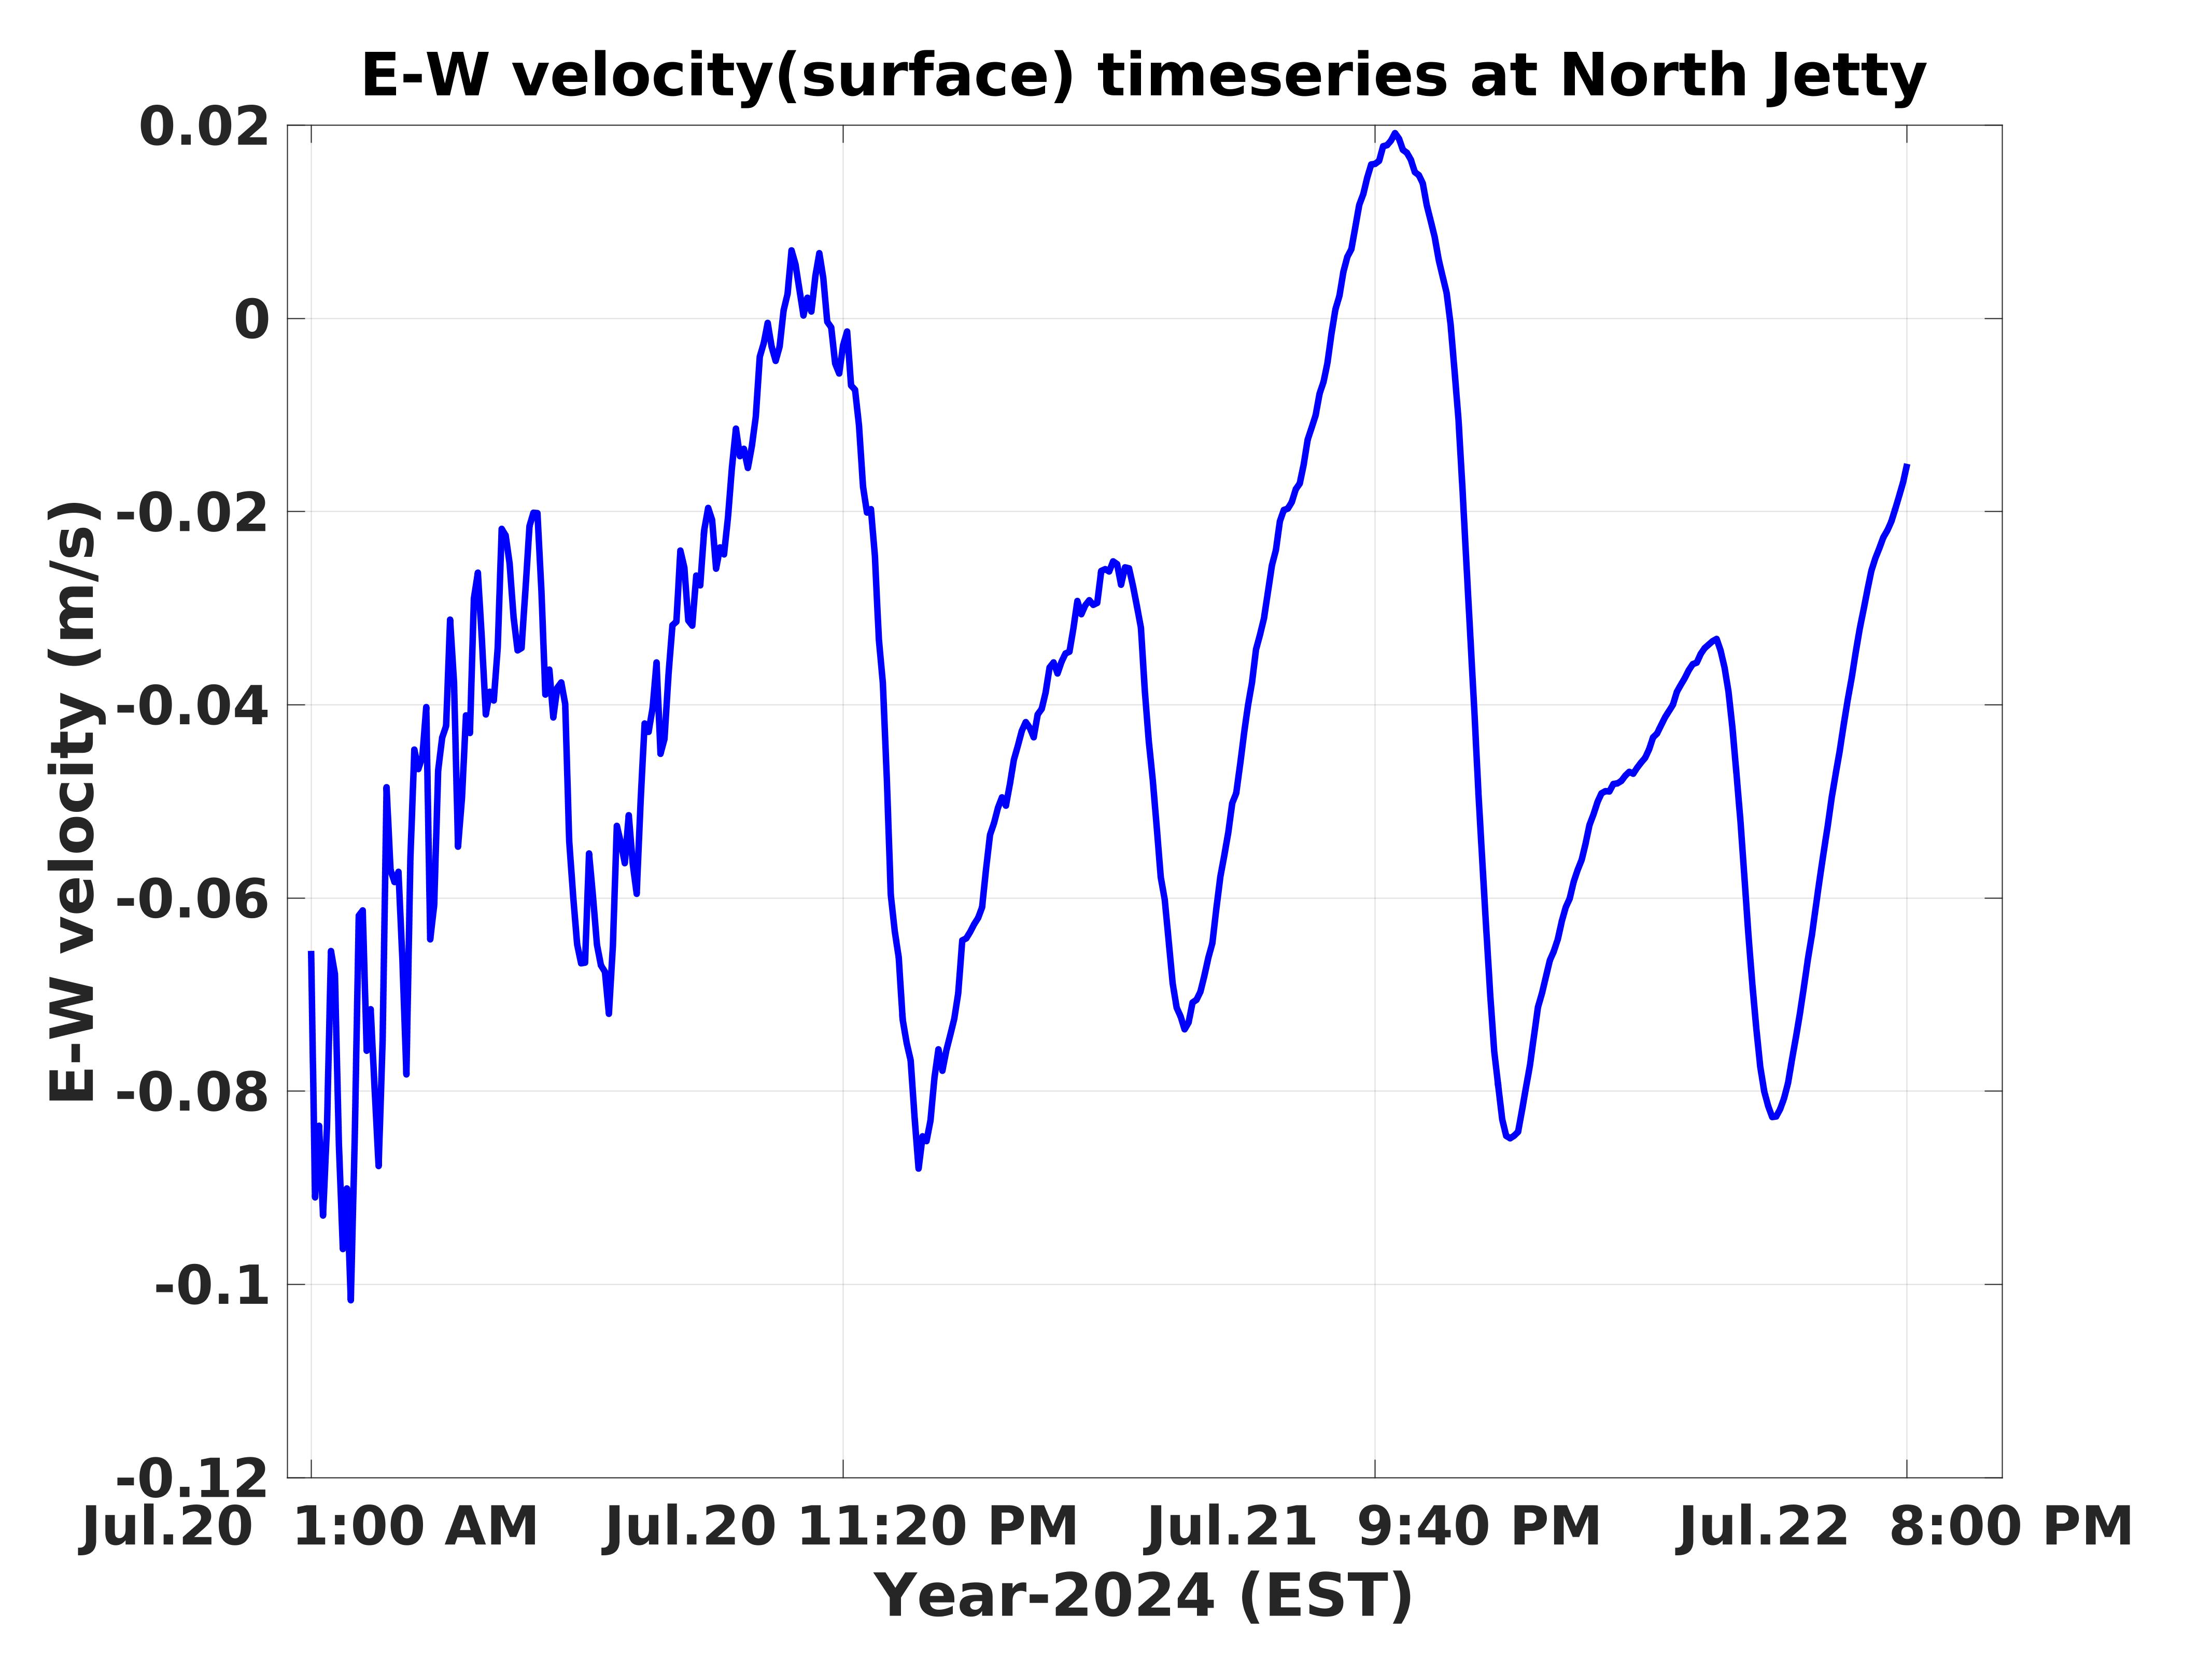 E-W velocity(surface) timeseries at North Jetty
0.02
0
-0.02
-0.04
-0.06
-0.08
-0.1
-0.12
E-W velocity (m/s)
Jul.20 1:00 AM
Jul.20 11:20 PM
Jul.21 9:40 PM
Jul.22 8:00 PM
Year-2024 (EST)